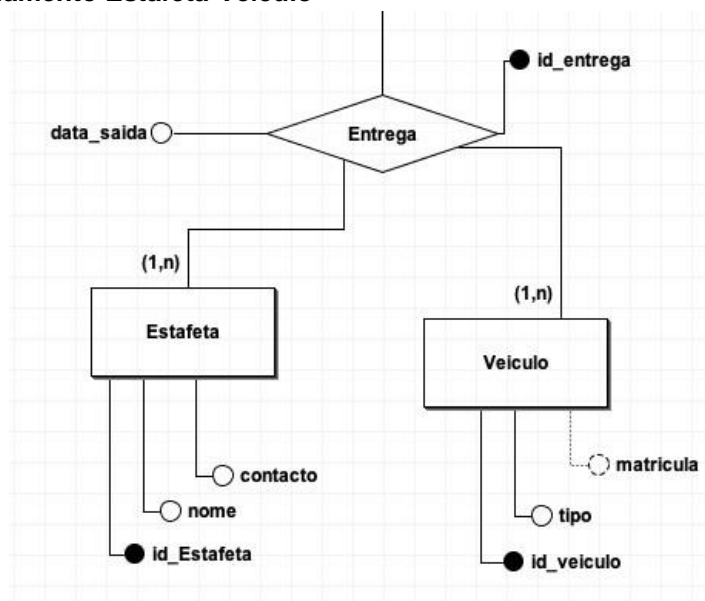 id_entrega
data_saida
Entrega
(1,n)
(1,n)
Estafeta
Veiculo
contacto
matricula
nome
tipo
id_Estafeta
id_veiculo